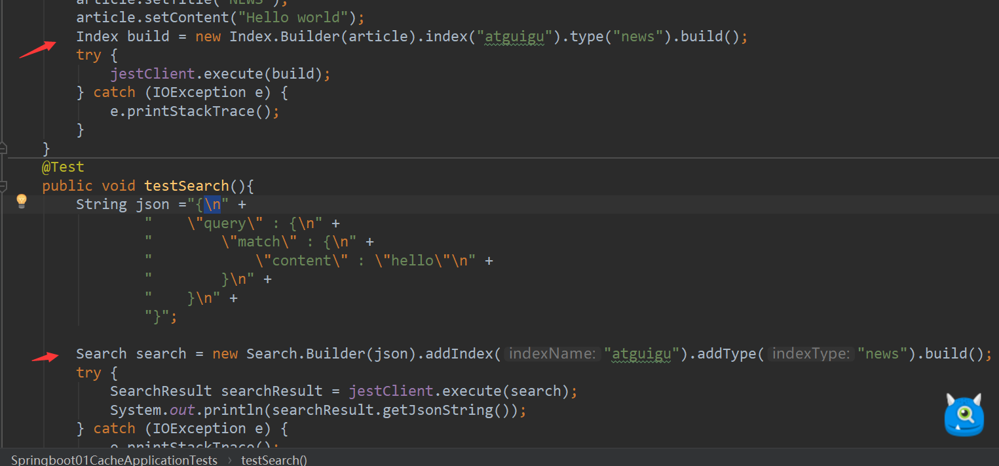 article.setTitle("NEWS");
article.setContent("Hello world");
Index build = new Index.Builder(article).index("atguigu").type("news").build();
try {
jestClient.execute(build);
} catch (IOException e) {
e.printStackTrace();
}
}
@Test
public void testSearch(){
String json ="{\n" +
"    \"query\" : {\n" +
"        \"match\" : {\n" +
"            \"content\" : \"hello\"\n" +
"        }\n" +
"    }\n" +
"}";
Search search = new Search.Builder(json).addIndex( indexName: "atguigu").addType( indexType: "news").build();
try {
SearchResult searchResult = jestClient.execute(search);
System.out.println(searchResult.getJsonString());
} catch (IOException e) {
e.printStackTrace();
Springboot01CacheApplicationTests › testSearch()